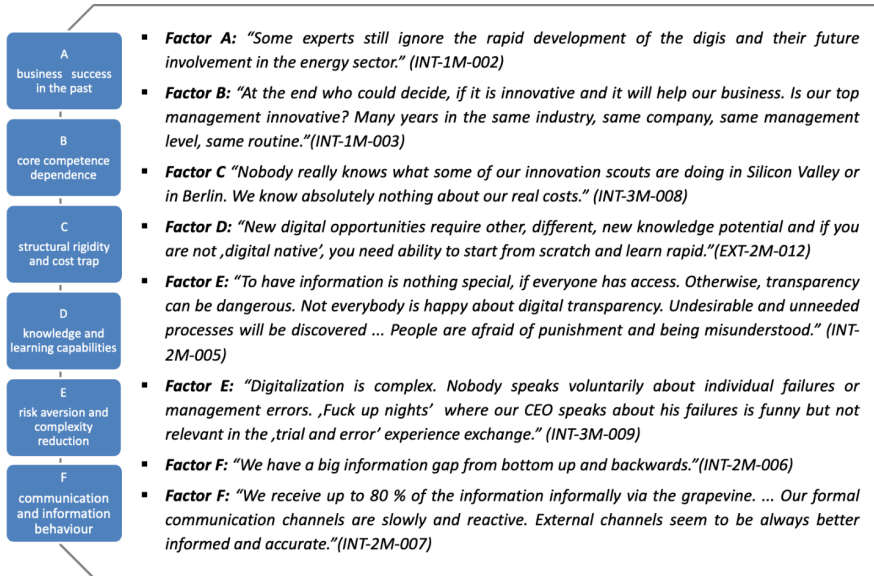 A
business success
in the past
B
core competence
dependence
C
structural rigidity
and cost trap
D
knowledge and
learning capabilities
E
risk aversion and
complexity
reduction
F
communication
and information
behaviour
▪ Factor A: “Some experts still ignore the rapid development of the digis and their future
involvement in the energy sector.” (INT-1M-002)
▪ Factor B: “At the end who could decide, if it is innovative and it will help our business. Is our top
management innovative? Many years in the same industry, same company, same management
level, same routine.”(INT-1M-003)
▪ Factor C “Nobody really knows what some of our innovation scouts are doing in Silicon Valley or
in Berlin. We know absolutely nothing about our real costs.” (INT-3M-008)
▪ Factor D: “New digital opportunities require other, different, new knowledge potential and if you
are not ‚digital native’, you need ability to start from scratch and learn rapid.”(EXT-2M-012)
▪ Factor E: “To have information is nothing special, if everyone has access. Otherwise, transparency
can be dangerous. Not everybody is happy about digital transparency. Undesirable and unneeded
processes will be discovered ... People are afraid of punishment and being misunderstood.” (INT-
2M-005)
▪ Factor E: “Digitalization is complex. Nobody speaks voluntarily about individual failures or
management errors. ‚Fuck up nights’ where our CEO speaks about his failures is funny but not
relevant in the ‚trial and error’ experience exchange.” (INT-3M-009)
▪ Factor F: “We have a big information gap from bottom up and backwards.”(INT-2M-006)
▪ Factor F: “We receive up to 80 % of the information informally via the grapevine. ... Our formal
communication channels are slowly and reactive. External channels seem to be always better
informed and accurate.”(INT-2M-007)